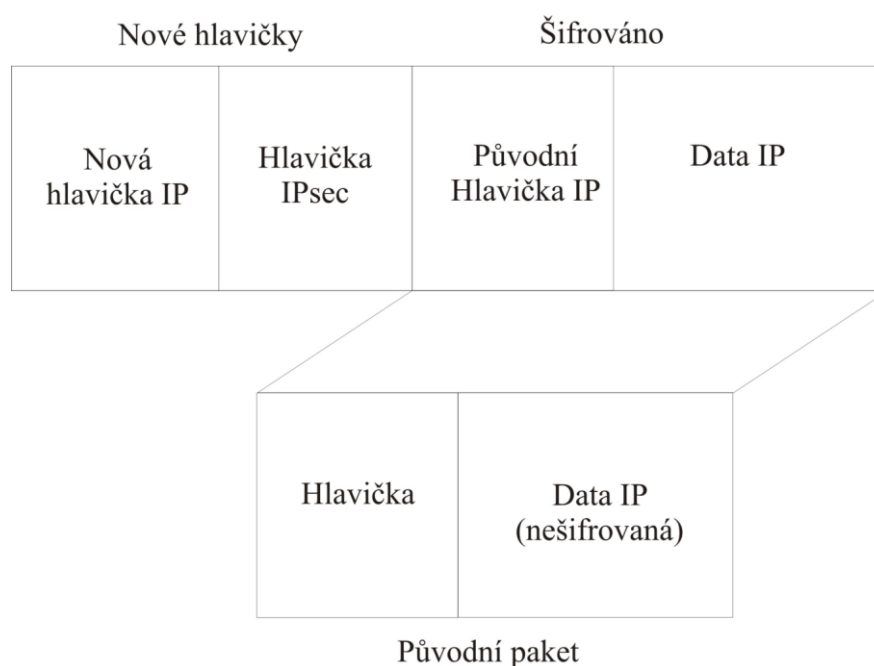 Nové hlavičky
Šifrováno
Nová
hlavička IP
Hlavička
IPsec
Původní
Hlavička IP
Data IP
Hlavička
Data IP
(nešifrovaná)
Původní paket